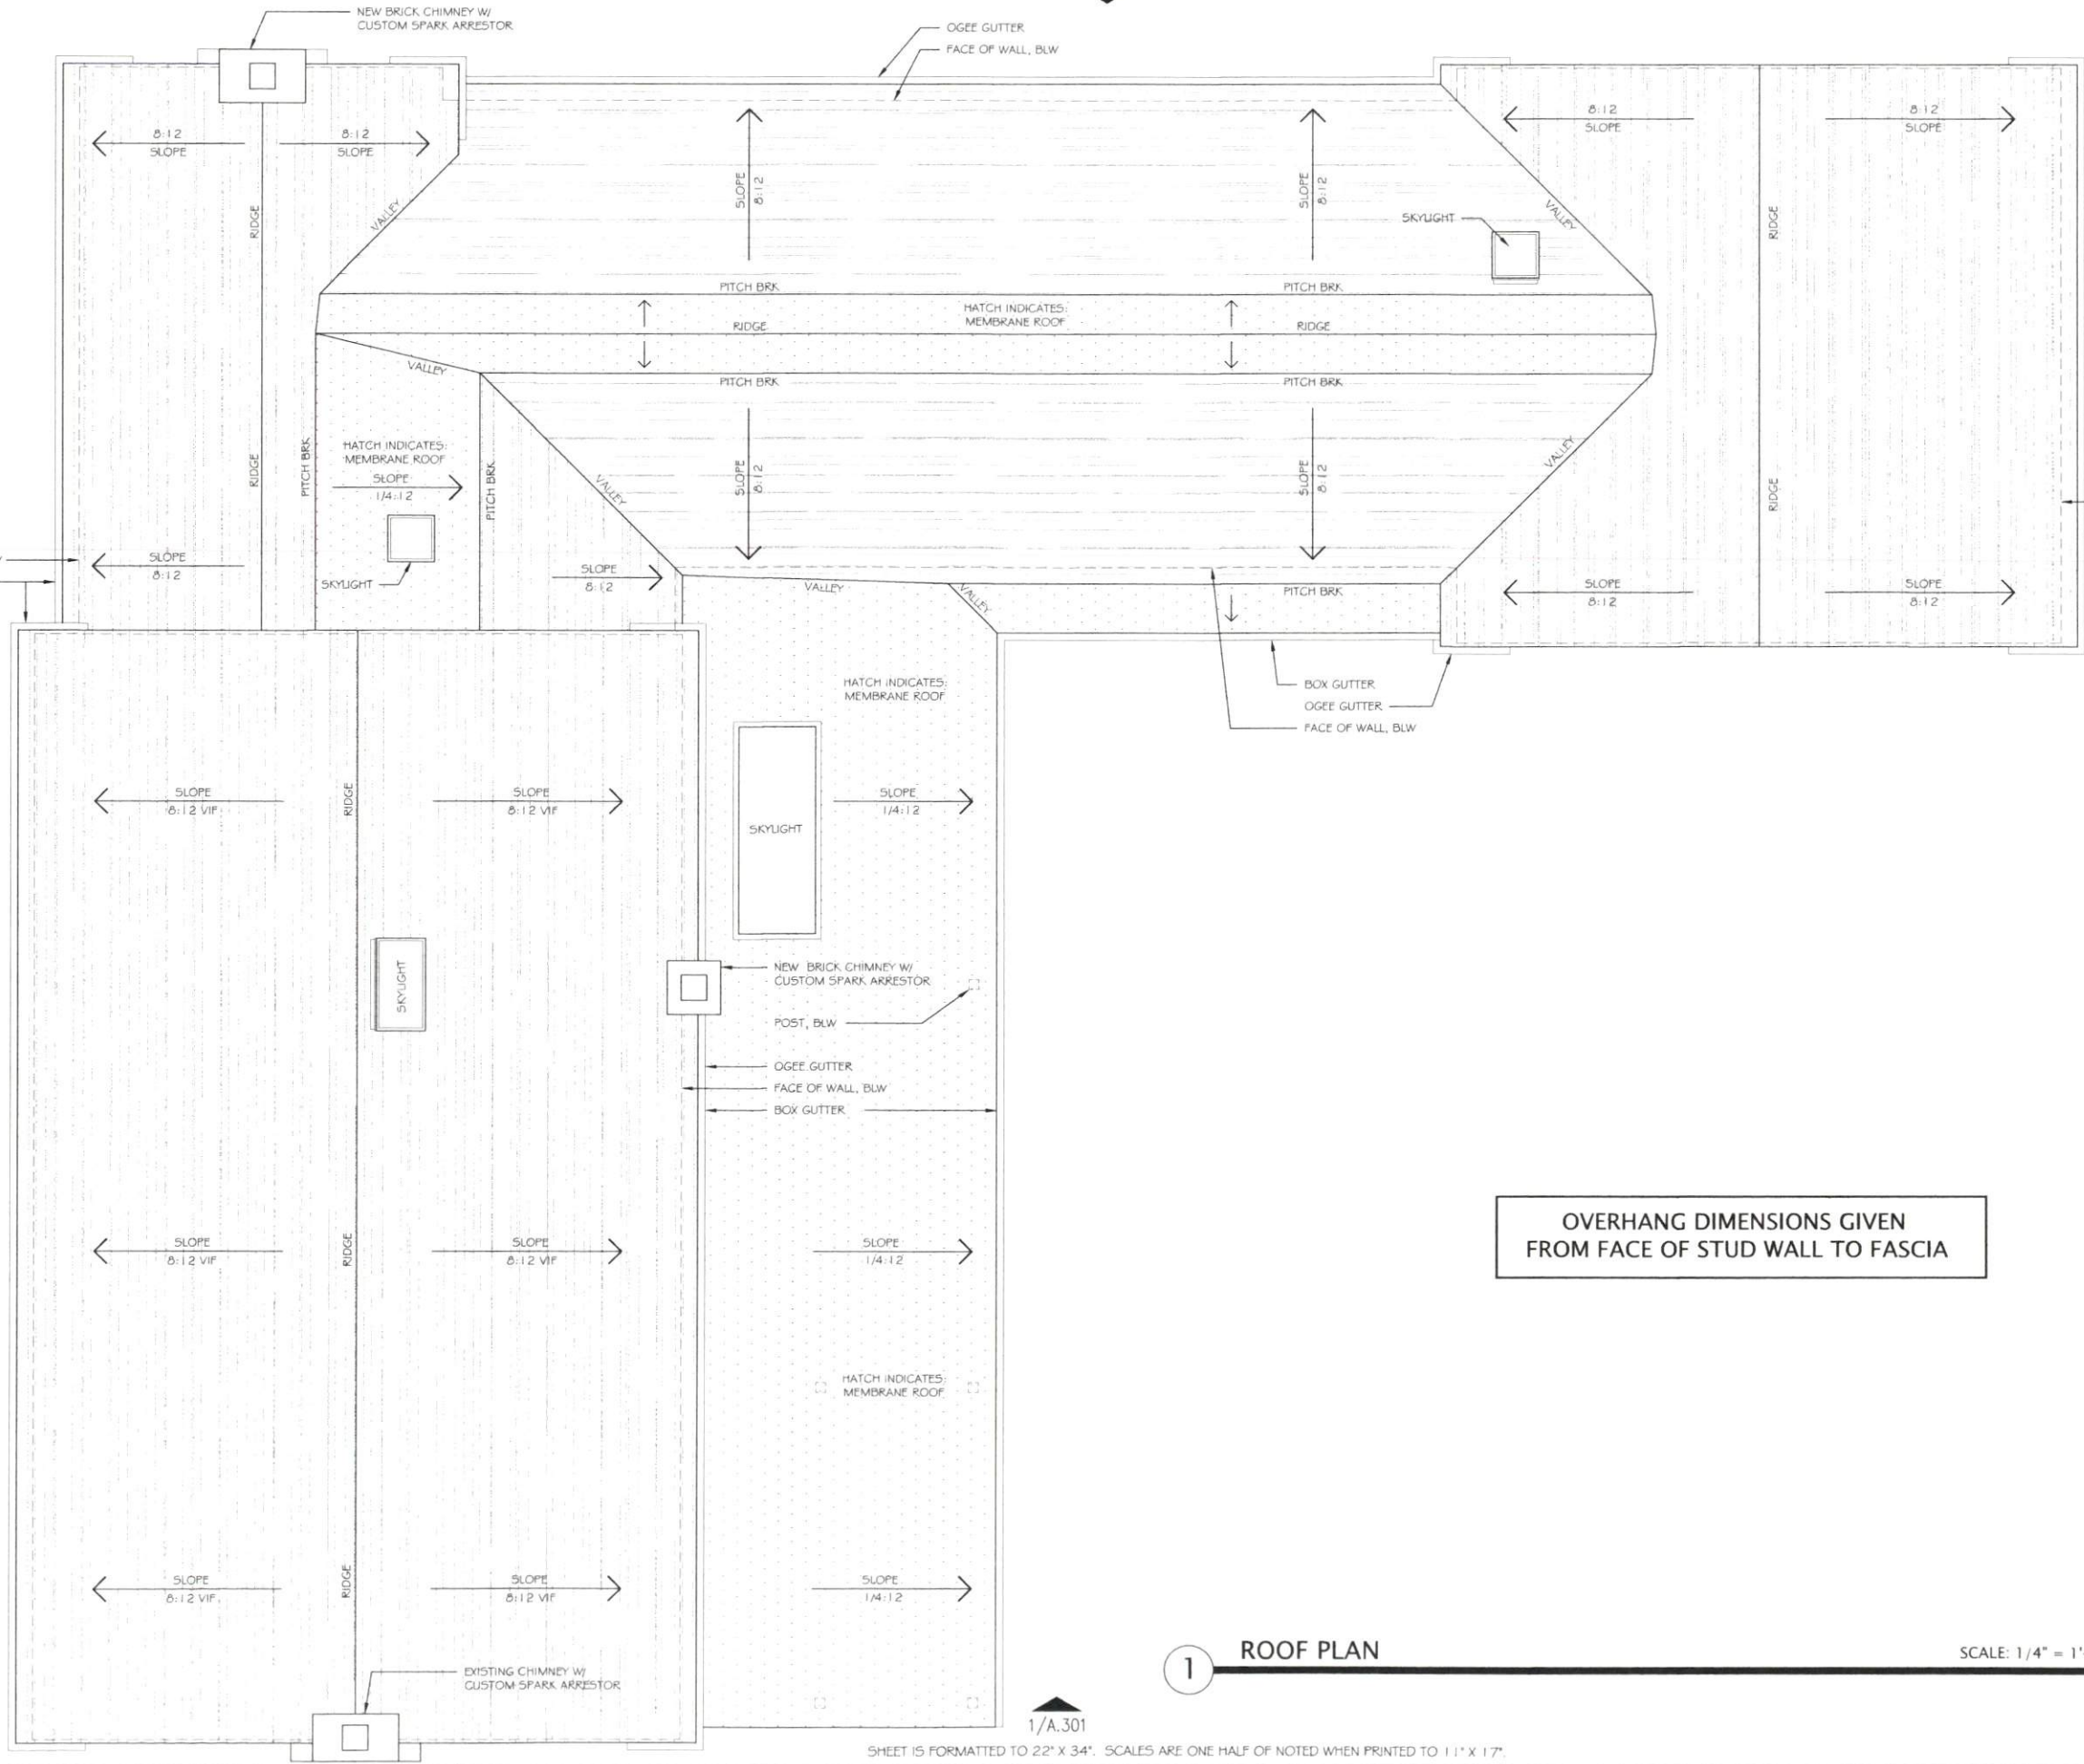 NEW BRICK CHIMNEY W/
CUSTOM SPARK ARRESTOR
OGEE GUTTER
FACE OF WALL, BLW
8:12
SLOPE
8:12
SLOPE
RIDGE
VALLEY
SLOPE
8:12
SLOPE
8:12
SKYLIGHT
VALLEY
8:12
SLOPE
8:12
SLOPE
RIDGE
PITCH BRK
PITCH BRK
HATCH INDICATES:
MEMBRANE ROOF
RIDGE
RIDGE
VALLEY
PITCH BRK
PITCH BRK
RIDGE
PITCH BRK
HATCH INDICATES:
MEMBRANE ROOF
SLOPE
1/4:12
PITCH BRK
VALLEY
SLOPE
8:12
SLOPE
8:12
VALLEY
RIDGE
SLOPE
8:12
SKYLIGHT
SLOPE
8:12
VALLEY
VALLEY
PITCH BRK
SLOPE
8:12
SLOPE
8:12
HATCH INDICATES:
MEMBRANE ROOF
BOX GUTTER
OGEE GUTTER
FACE OF WALL, BLW
SLOPE
8:12 VIF
RIDGE
SLOPE
8:12 VIF
SKYLIGHT
SLOPE
1/4:12
SKYLIGHT
NEW BRICK CHIMNEY W/
CUSTOM SPARK ARRESTOR
POST, BLW
OGEE GUTTER
FACE OF WALL, BLW
BOX GUTTER
SLOPE
8:12 VIF
RIDGE
SLOPE
8:12 VIF
SLOPE
1/4:12
OVERHANG DIMENSIONS GIVEN
FROM FACE OF STUD WALL TO FASCIA
HATCH INDICATES:
MEMBRANE ROOF
SLOPE
8:12 VIF
RIDGE
SLOPE
8:12 VIF
SLOPE
1/4:12
EXISTING CHIMNEY W/
CUSTOM SPARK ARRESTOR
1
ROOF PLAN
SCALE: 1/4" = 1'
1/A.301
SHEET IS FORMATTED TO 22" X 34". SCALES ARE ONE HALF OF NOTED WHEN PRINTED TO 11" X 17".